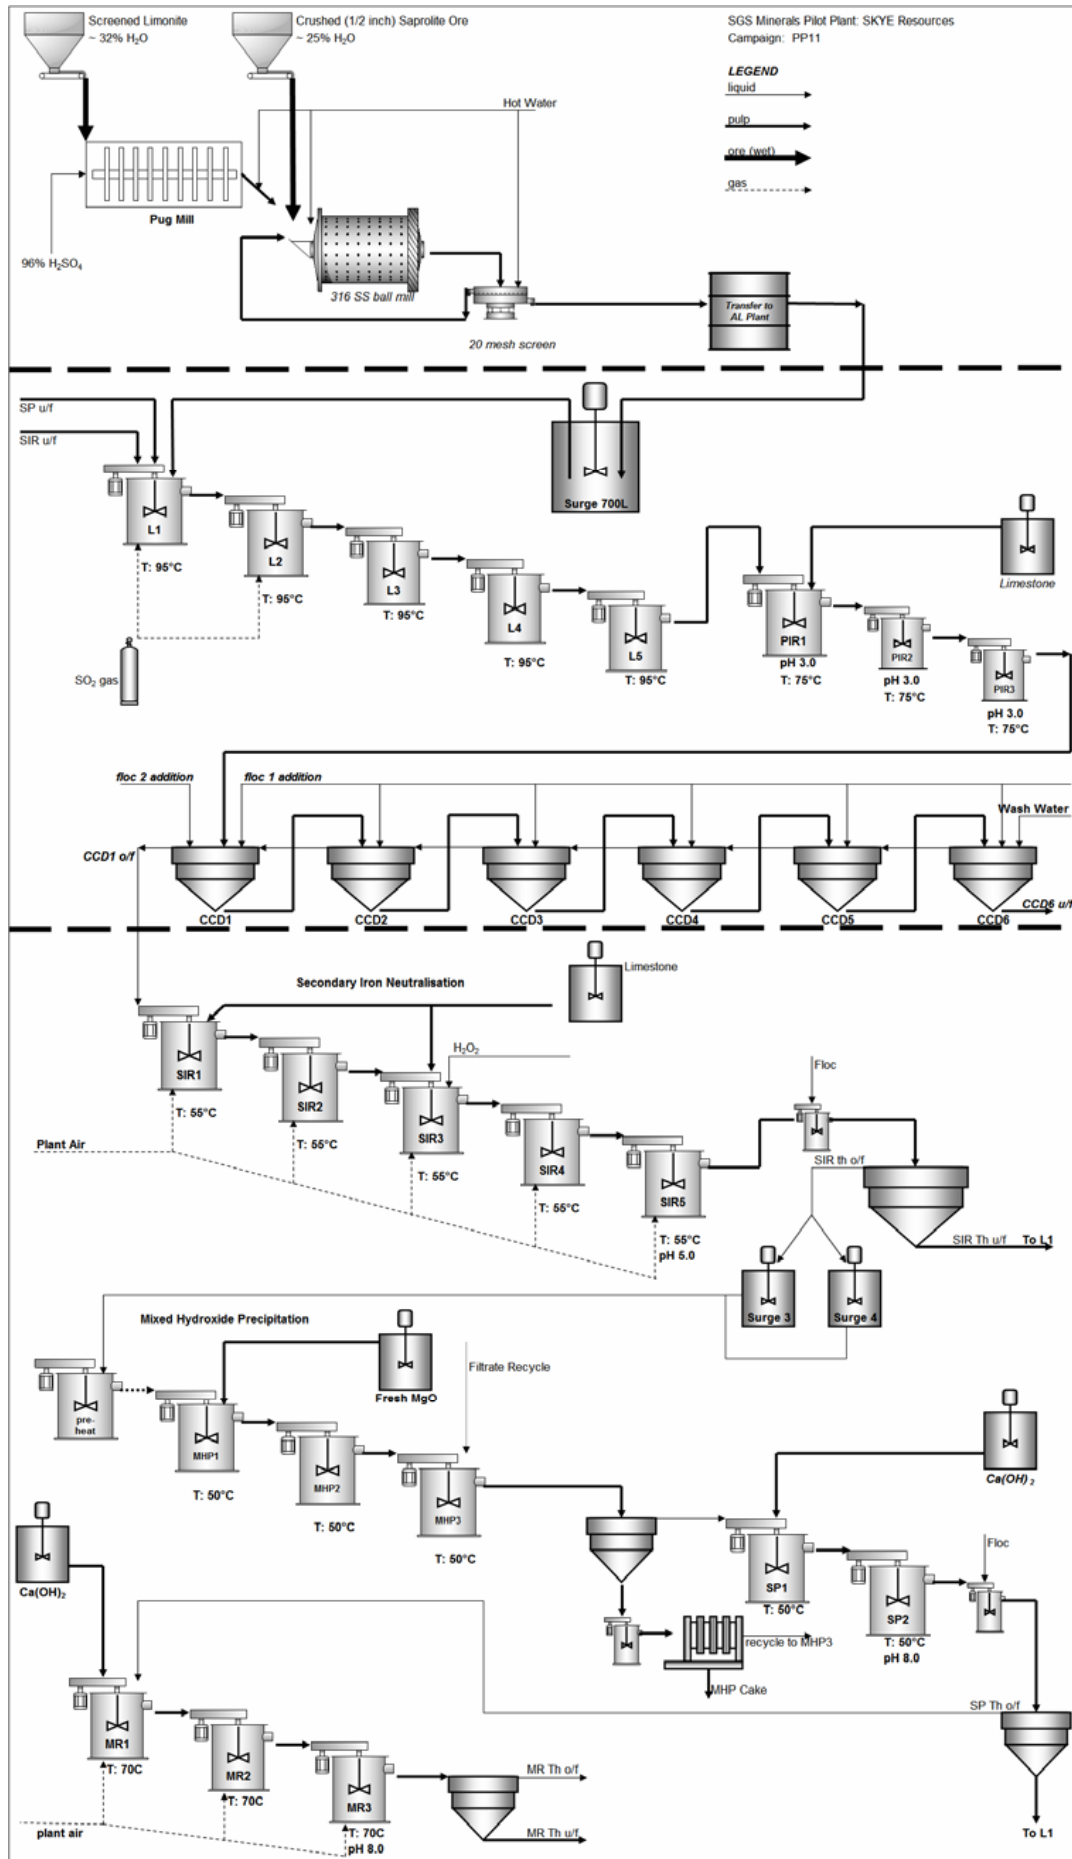 Screened Limonite
~ 32% H₂O
Crushed (1/2 inch) Saprolite Ore
~ 25% H₂O
SGS Minerals Pilot Plant: SKYE Resources
Campaign: PP11
LEGEND
liquid
pulp
ore (wet)
gas
Hot Water
Pug Mill
96% H₂SO₄
316 SS ball mill
20 mesh screen
Transfer to
AL Plant
SP u/f
SIR u/f
Surge 700L
L1
T: 95°C
L2
T: 95°C
L3
T: 95°C
L4
T: 95°C
L5
T: 95°C
SO₂ gas
Limestone
PIR1
pH 3.0
T: 75°C
PIR2
pH 3.0
T: 75°C
PIR3
pH 3.0
T: 75°C
floc 2 addition
floc 1 addition
Wash Water
CCD1 o/f
CCD1
CCD2
CCD3
CCD4
CCD5
CCD6
CCD6 u/f
Secondary Iron Neutralisation
Limestone
H₂O₂
SIR1
T: 55°C
SIR2
T: 55°C
SIR3
T: 55°C
SIR4
T: 55°C
SIR5
T: 55°C
pH 5.0
Plant Air
Floc
SIR th o/f
SIR Th u/f
To L1
Surge 3
Surge 4
Mixed Hydroxide Precipitation
Fresh MgO
Filtrate Recycle
pre-
heat
MHP1
T: 50°C
MHP2
T: 50°C
MHP3
T: 50°C
Ca(OH)₂
SP1
T: 50°C
SP2
T: 50°C
pH 8.0
Floc
recycle to MHP3
MHP Cake
SP Th o/f
To L1
Ca(OH)₂
MR1
T: 70C
MR2
T: 70C
MR3
T: 70C
pH 8.0
plant air
MR Th o/f
MR Th u/f